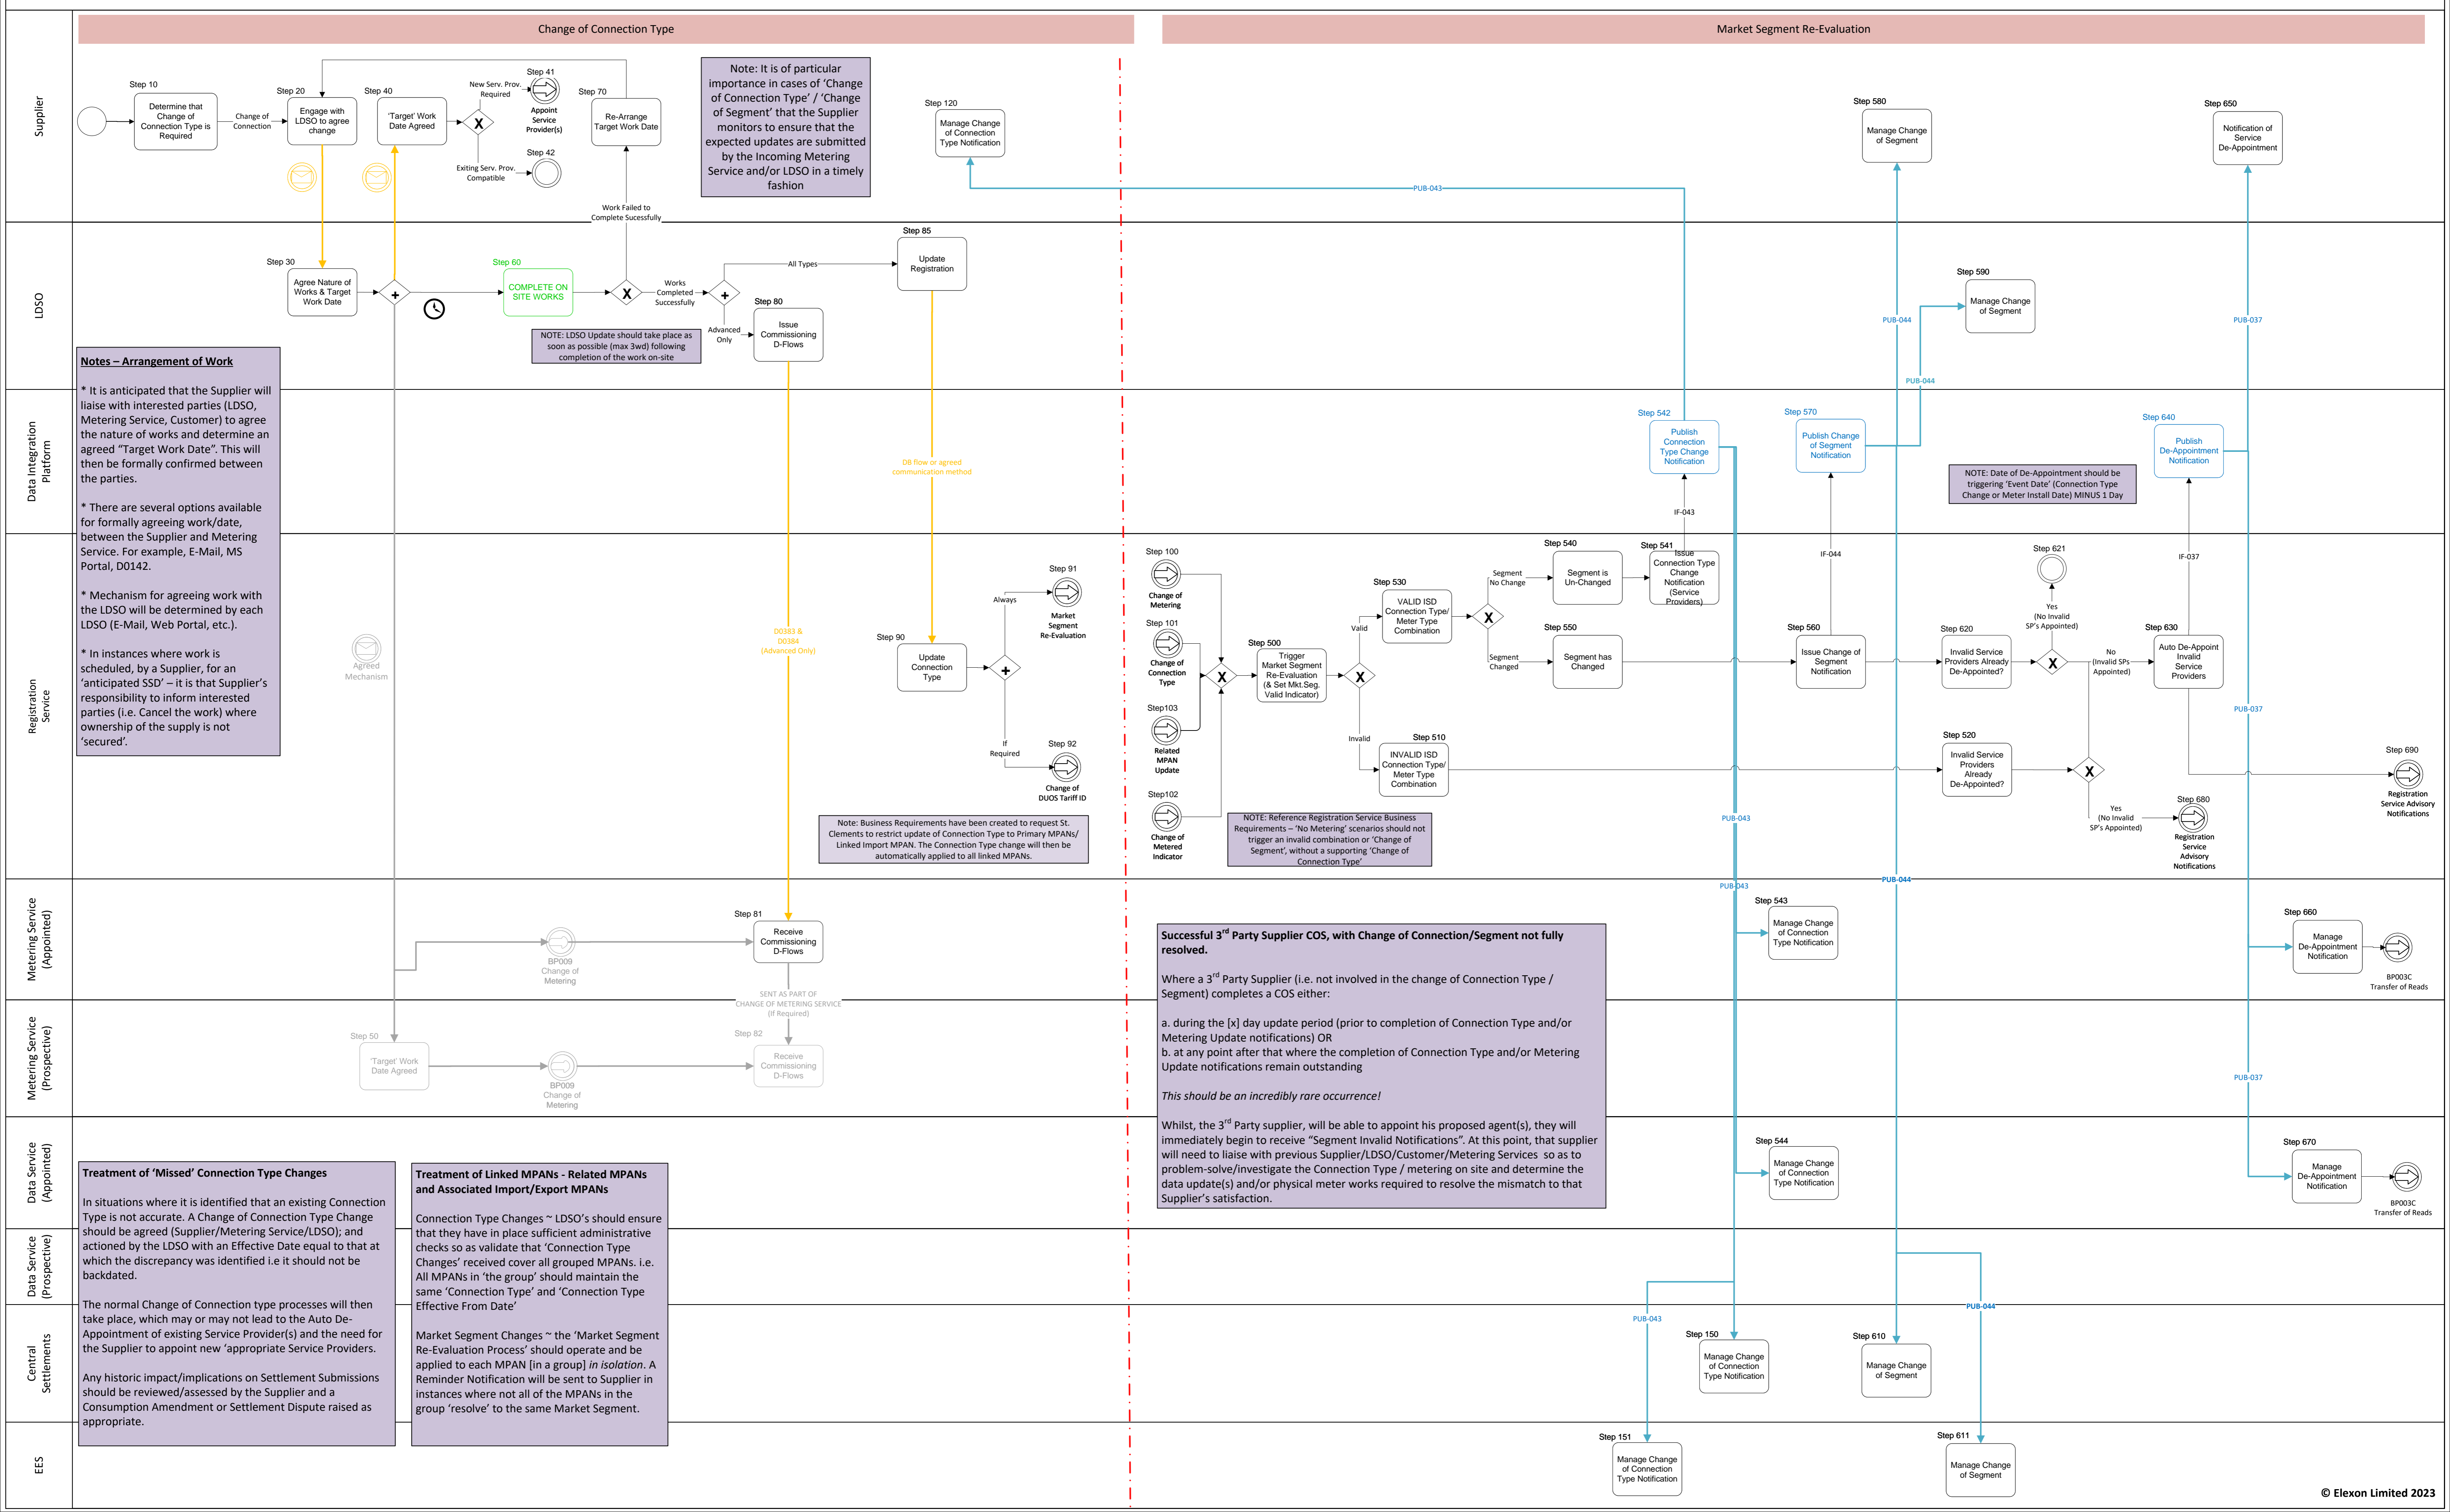 Change of Connection Type
Market Segment Re-Evaluation
Supplier
Step 10
Determine that
Change of
Connection Type is
Required
Change of
Connection
Step 20
Engage with
LDSO to agree
change
Step 40
'Target' Work
Date Agreed
X
New Serv. Prov.
Required
Step 41
Appoint
Service
Provider(s)
Exiting Serv. Prov.
Compatible
Step 42
Step 70
Re-Arrange
Target Work Date
Work Failed to
Complete Sucessfully
Note: It is of particular
importance in cases of ‘Change
of Connection Type’ / ‘Change
of Segment’ that the Supplier
monitors to ensure that the
expected updates are submitted
by the Incoming Metering
Service and/or LDSO in a timely
fashion
Step 120
Manage Change
of Connection
Type Notification
PUB-043
Step 580
Manage Change
of Segment
Step 650
Notification of
Service
De-Appointment
LDSO
Step 30
Agree Nature of
Works & Target
Work Date
+
Step 60
COMPLETE ON
SITE WORKS
X
Works
Completed
Successfully
+
All Types
Advanced
Only
Step 80
Issue
Commissioning
D-Flows
Step 85
Update
Registration
NOTE: LDSO Update should take place as
soon as possible (max 3wd) following
completion of the work on-site
PUB-044
Step 590
Manage Change
of Segment
PUB-044
PUB-037
Notes – Arrangement of Work
* It is anticipated that the Supplier will
liaise with interested parties (LDSO,
Metering Service, Customer) to agree
the nature of works and determine an
agreed “Target Work Date”. This will
then be formally confirmed between
the parties.
* There are several options available
for formally agreeing work/date,
between the Supplier and Metering
Service. For example, E-Mail, MS
Portal, D0142.
* Mechanism for agreeing work with
the LDSO will be determined by each
LDSO (E-Mail, Web Portal, etc.).
* In instances where work is
scheduled, by a Supplier, for an
‘anticipated SSD’ – it is that Supplier’s
responsibility to inform interested
parties (i.e. Cancel the work) where
ownership of the supply is not
‘secured’.
Data Integration
Platform
DB flow or agreed
communication method
Step 542
Publish
Connection
Type Change
Notification
IF-043
Step 570
Publish Change
of Segment
Notification
IF-044
NOTE: Date of De-Appointment should be
triggering ‘Event Date’ (Connection Type
Change or Meter Install Date) MINUS 1 Day
Step 640
Publish
De-Appointment
Notification
IF-037
Registration
Service
Agreed
Mechanism
D0383 &
D0384
(Advanced Only)
Step 90
Update
Connection
Type
+
Always
Step 91
Market
Segment
Re-Evaluation
If
Required
Step 92
Change of
DUOS Tariff ID
Note: Business Requirements have been created to request St.
Clements to restrict update of Connection Type to Primary MPANs/
Linked Import MPAN. The Connection Type change will then be
automatically applied to all linked MPANs.
Step 100
Change of
Metering
Step 101
Change of
Connection
Type
Step103
Related
MPAN
Update
Step102
Change of
Metered
Indicator
X
Step 500
Trigger
Market Segment
Re-Evaluation
(& Set Mkt.Seg.
Valid Indicator)
X
Valid
Invalid
Step 530
VALID ISD
Connection Type/
Meter Type
Combination
Step 510
INVALID ISD
Connection Type/
Meter Type
Combination
X
Segment
No Change
Segment
Changed
Step 540
Segment is
Un-Changed
Step 550
Segment has
Changed
Step 541
Issue
Connection Type
Change
Notification
(Service
Providers)
NOTE: Reference Registration Service Business
Requirements – ‘No Metering’ scenarios should not
trigger an invalid combination or ‘Change of
Segment’, without a supporting ‘Change of
Connection Type’
Step 560
Issue Change of
Segment
Notification
Step 620
Invalid Service
Providers Already
De-Appointed?
X
Step 621
Yes
(No Invalid
SP's Appointed)
No
(Invalid SPs
Appointed)
Step 520
Invalid Service
Providers
Already
De-Appointed?
X
Yes
(No Invalid
SP's Appointed)
Step 680
Registration
Service
Advisory
Notifications
Step 630
Auto De-Appoint
Invalid
Service
Providers
PUB-037
Step 690
Registration
Service Advisory
Notifications
PUB-043
Metering Service
(Appointed)
BP009
Change of
Metering
Step 81
Receive
Commissioning
D-Flows
SENT AS PART OF
CHANGE OF METERING SERVICE
(If Required)
PUB-043
PUB-044
Step 543
Manage Change
of Connection
Type Notification
Step 660
Manage
De-Appointment
Notification
BP003C
Transfer of Reads
Metering Service
(Prospective)
Step 50
'Target' Work
Date Agreed
BP009
Change of
Metering
Step 82
Receive
Commissioning
D-Flows
PUB-037
Successful 3rd Party Supplier COS, with Change of Connection/Segment not fully
resolved.
Where a 3rd Party Supplier (i.e. not involved in the change of Connection Type /
Segment) completes a COS either:
a. during the [x] day update period (prior to completion of Connection Type and/or
Metering Update notifications) OR
b. at any point after that where the completion of Connection Type and/or Metering
Update notifications remain outstanding
This should be an incredibly rare occurrence!
Whilst, the 3rd Party supplier, will be able to appoint his proposed agent(s), they will
immediately begin to receive “Segment Invalid Notifications”. At this point, that supplier
will need to liaise with previous Supplier/LDSO/Customer/Metering Services so as to
problem-solve/investigate the Connection Type / metering on site and determine the
data update(s) and/or physical meter works required to resolve the mismatch to that
Supplier’s satisfaction.
Data Service
(Appointed)
Step 544
Manage Change
of Connection
Type Notification
Step 670
Manage
De-Appointment
Notification
BP003C
Transfer of Reads
Treatment of ‘Missed’ Connection Type Changes
In situations where it is identified that an existing Connection
Type is not accurate. A Change of Connection Type Change
should be agreed (Supplier/Metering Service/LDSO); and
actioned by the LDSO with an Effective Date equal to that at
which the discrepancy was identified i.e it should not be
backdated.
The normal Change of Connection type processes will then
take place, which may or may not lead to the Auto De-
Appointment of existing Service Provider(s) and the need for
the Supplier to appoint new ‘appropriate Service Providers.
Any historic impact/implications on Settlement Submissions
should be reviewed/assessed by the Supplier and a
Consumption Amendment or Settlement Dispute raised as
appropriate.
Treatment of Linked MPANs - Related MPANs
and Associated Import/Export MPANs
Connection Type Changes ~ LDSO’s should ensure
that they have in place sufficient administrative
checks so as validate that ‘Connection Type
Changes’ received cover all grouped MPANs. i.e.
All MPANs in ‘the group’ should maintain the
same ‘Connection Type’ and ‘Connection Type
Effective From Date’
Market Segment Changes ~ the ‘Market Segment
Re-Evaluation Process’ should operate and be
applied to each MPAN [in a group] in isolation. A
Reminder Notification will be sent to Supplier in
instances where not all of the MPANs in the
group ‘resolve’ to the same Market Segment.
Data Service
(Prospective)
Central
Settlements
PUB-043
PUB-044
Step 150
Manage Change
of Connection
Type Notification
Step 610
Manage Change
of Segment
EES
Step 151
Manage Change
of Connection
Type Notification
Step 611
Manage Change
of Segment
© Elexon Limited 2023